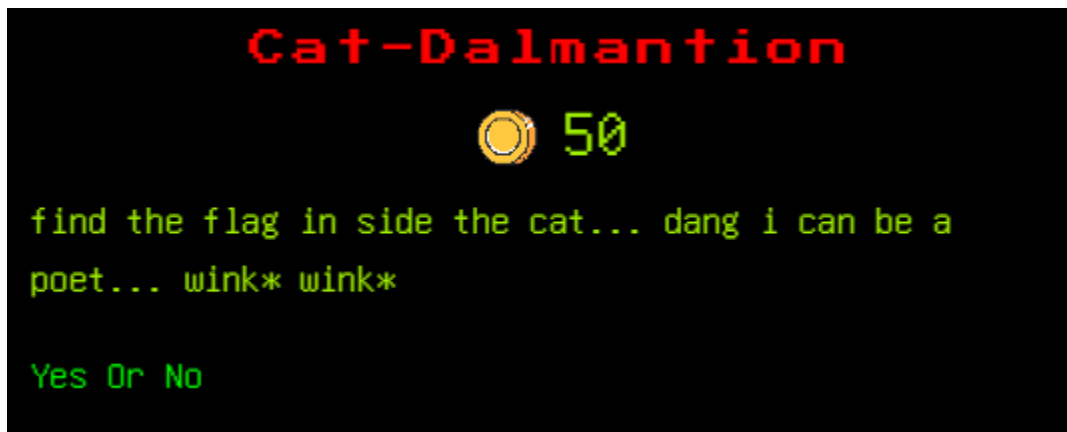 Cat-Dalmantion
50
find the flag in side the cat... dang i can be a
poet... wink* wink*
Yes Or No